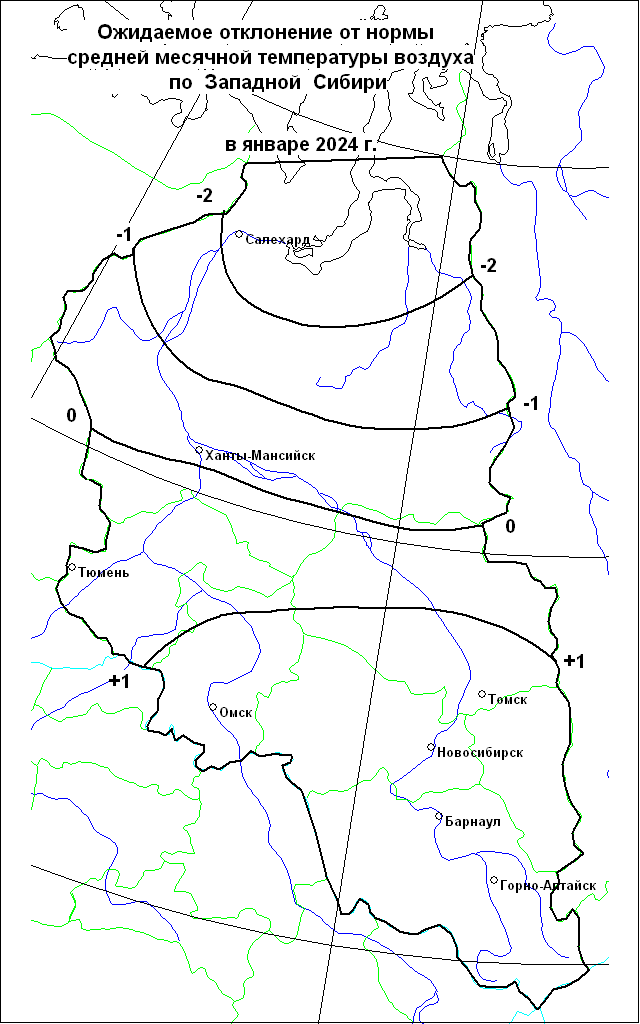 Ожидаемое отклонение от нормы
средней месячной температуры воздуха
по Западной Сибири
в январе 2024 г.
-2
-1
Салехард
-2
-1
0
Ханты-Мансийск
0
Тюмень
+1
+1
Томск
Омск
Новосибирск
Барнаул
Горно-Алтайск